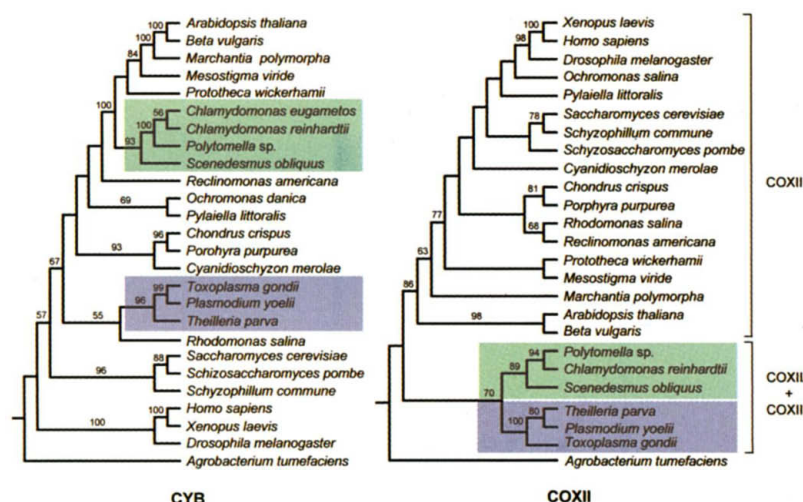 100 Arabidopsis thaliana
100 Beta vulgaris
84 Marchantia polymorpha
Mesostigma viride
Prototheca wickerhamii
100
56 Chlamydomonas eugametos
100 Chlamydomonas reinhardtii
93 Polytomella sp.
Scenedesmus obliquus
Reclinomonas americana
69 Ochromonas danica
Pylaiella littoralis
96 Chondrus crispus
93 Porohyra purpurea
Cyanidioschyzon merolae
67
99 Toxoplasma gondii
96 Plasmodium yoelii
Theilleria parva
57 55
Rhodomonas salina
88 Saccharomyces cerevisiae
96 Schizosaccharomyces pombe
Schyzophyllum commune
100 Homo sapiens
100 Xenopus laevis
Drosophila melanogaster
Agrobacterium tumefaciens
CYB
100 Xenopus laevis
98 Homo sapiens
Drosophila melanogaster
Ochromonas salina
Pylaiella littoralis
78 Saccharomyces cerevisiae
Schyzophyllum commune
Schyzosaccharomyces pombe
Cyanidioschyzon merolae
81 Chondrus crispus
Porphyra purpurea
77
68 Rhodomonas salina
Reclinomonas americana
63 Prototheca wickerhamii
Mesostigma viride
86 Marchantia polymorpha
98 Arabidopsis thaliana
Beta vulgaris
COXII
94 Polytomella sp.
89 Chlamydomonas reinhardtii
Scenedesmus obliquus
70
80 Theilleria parva
100 Plasmodium yoelii
Toxoplasma gondii
Agrobacterium tumefaciens
+
COXII